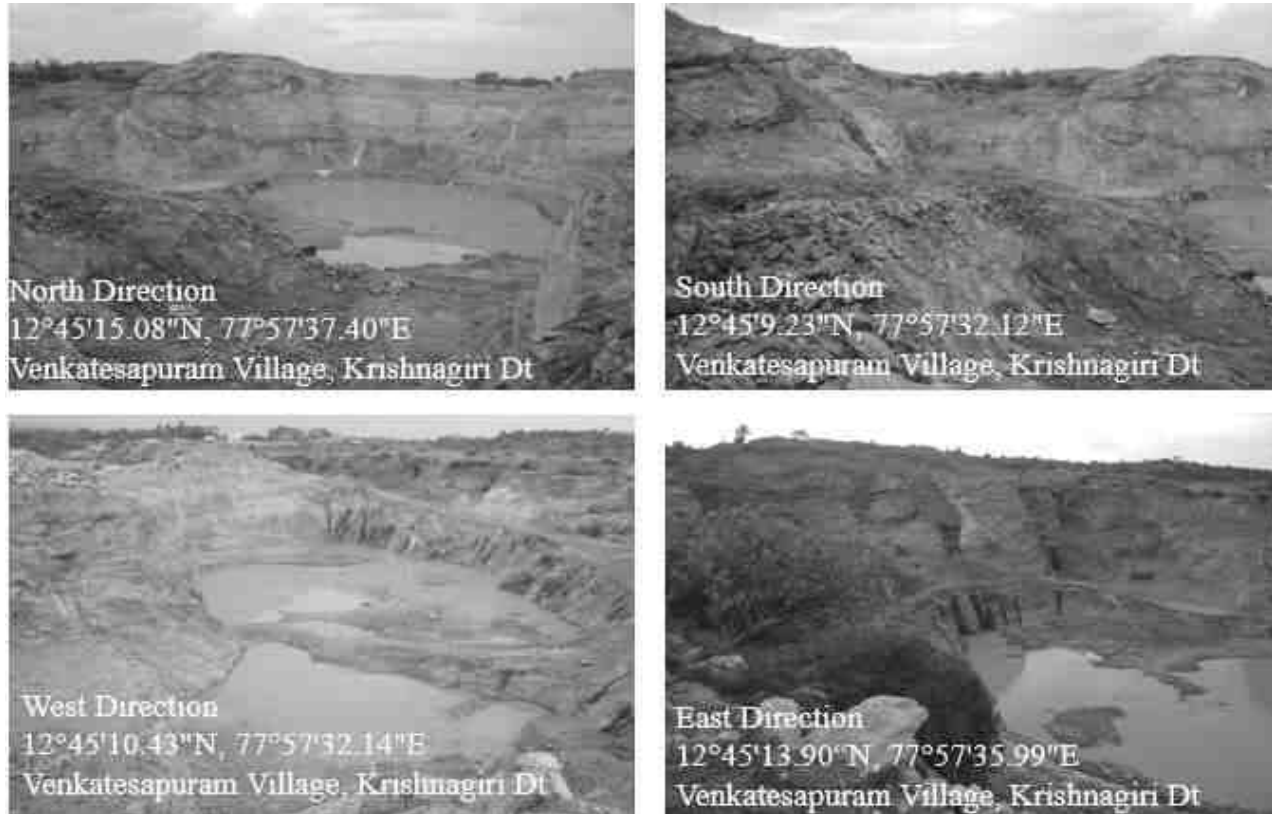 North Direction
12°45'15.08"N, 77°57'37.40"E
Venkatesapuram Village, Krishnagiri Dt
South Direction
12°45'9.23"N, 77°57'32.12"E
Venkatesapuram Village, Krishnagiri Dt
West Direction
12°45'10.43"N, 77°57'32.14"E
Venkatesapuram Village, Krishnagiri Dt
East Direction
12°45'13.90"N, 77°57'35.99"E
Venkatesapuram Village, Krishnagiri Dt